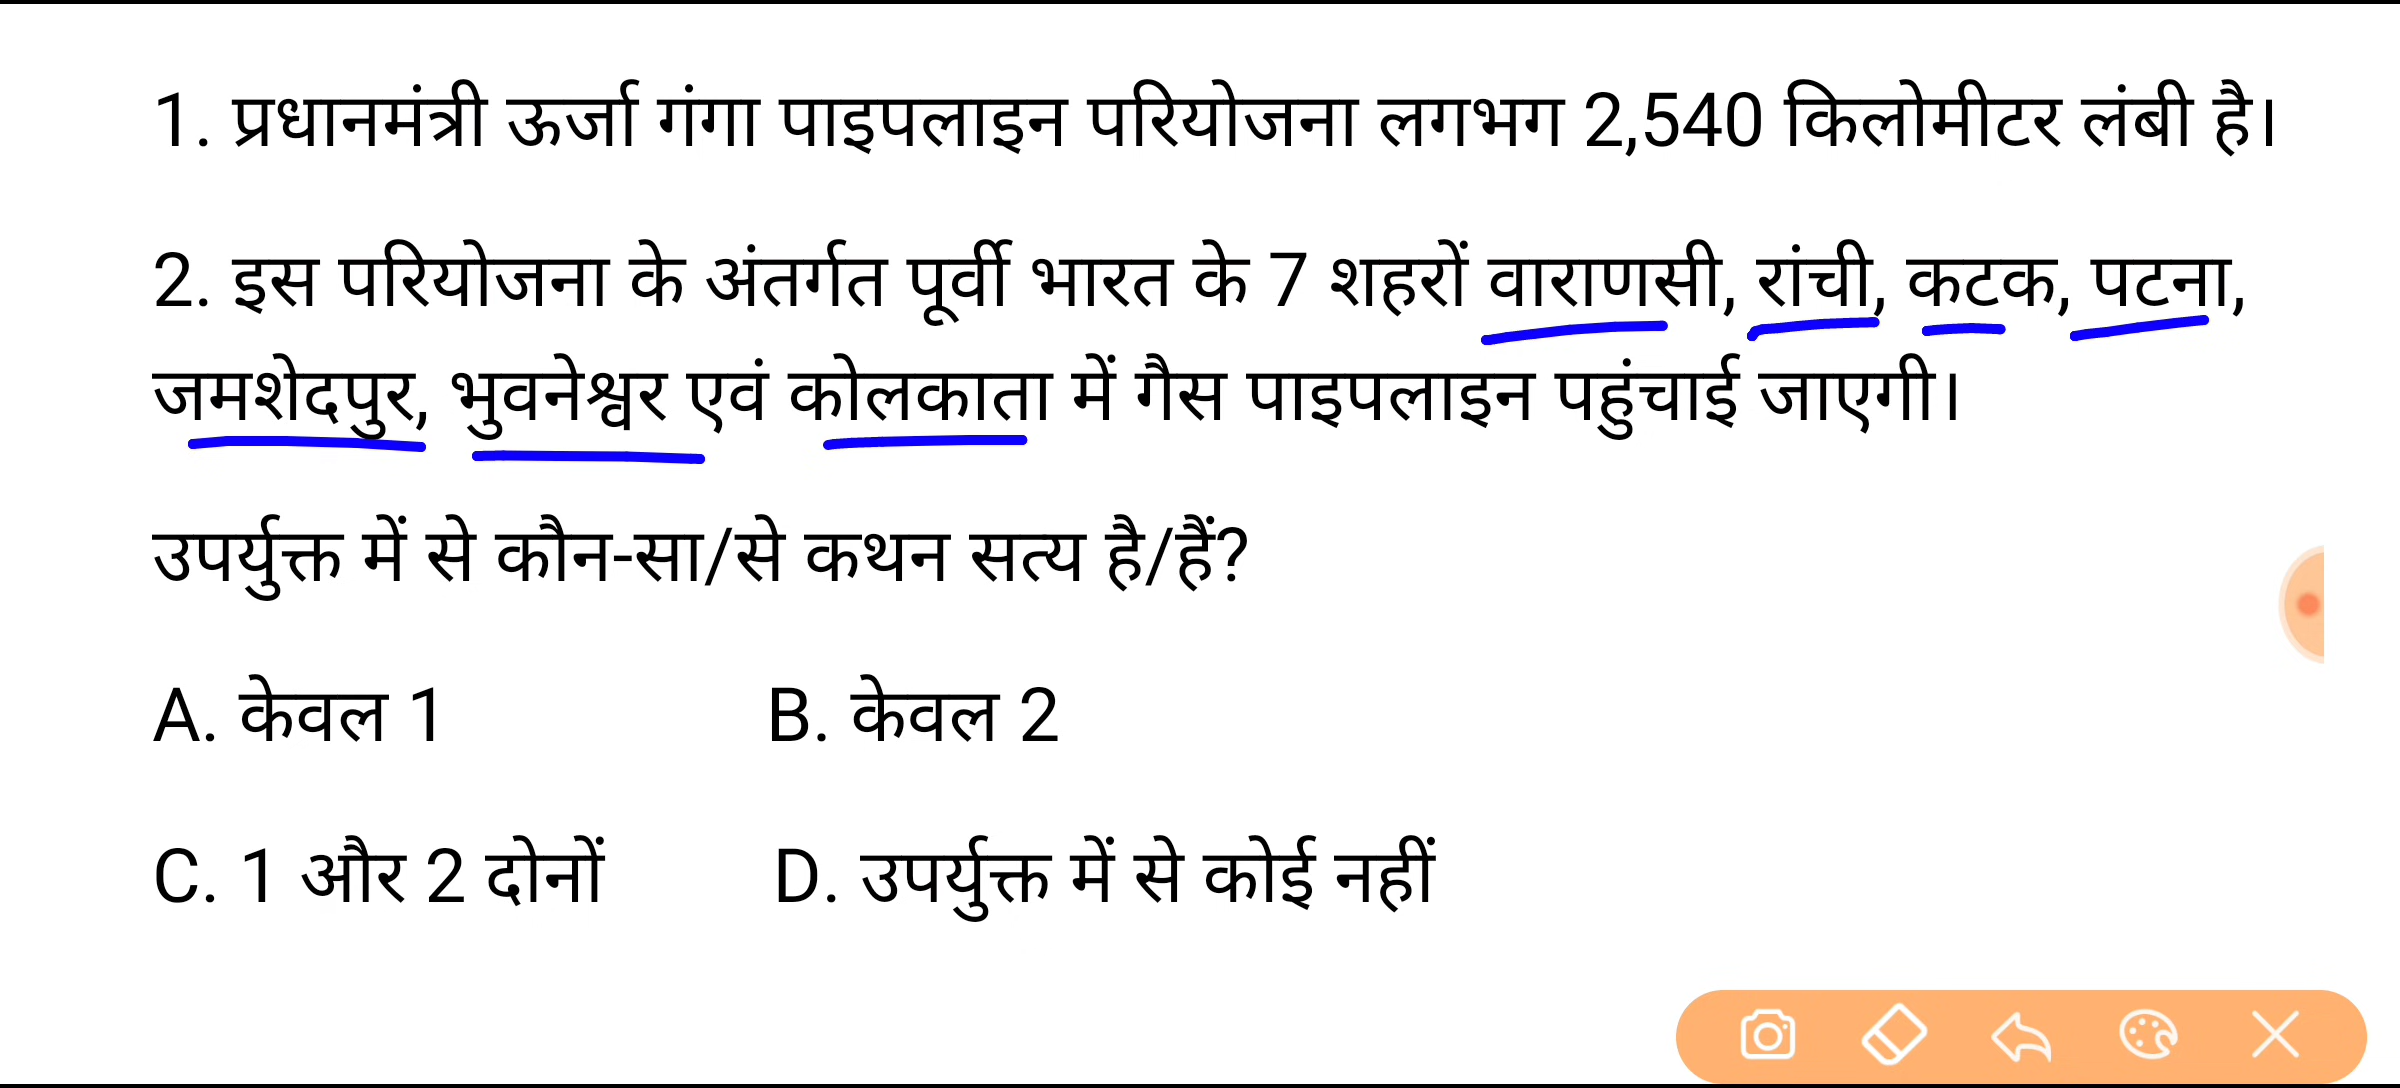 1. प्रधानमंत्री ऊर्जा गंगा पाइपलाइन परियोजना लगभग 2,540 किलोमीटर लंबी है।
2. इस परियोजना के अंतर्गत पूर्वी भारत के 7 शहरों वाराणसी, रांची, कटक, पटना,
जमशेदपुर, भुवनेश्वर एवं कोलकाता में गैस पाइपलाइन पहुंचाई जाएगी।
उपर्युक्त में से कौन-सा/से कथन सत्य है/हैं?
A. केवल 1 B. केवल 2
C. 1 और 2 दोनों D. उपर्युक्त में से कोई नहीं